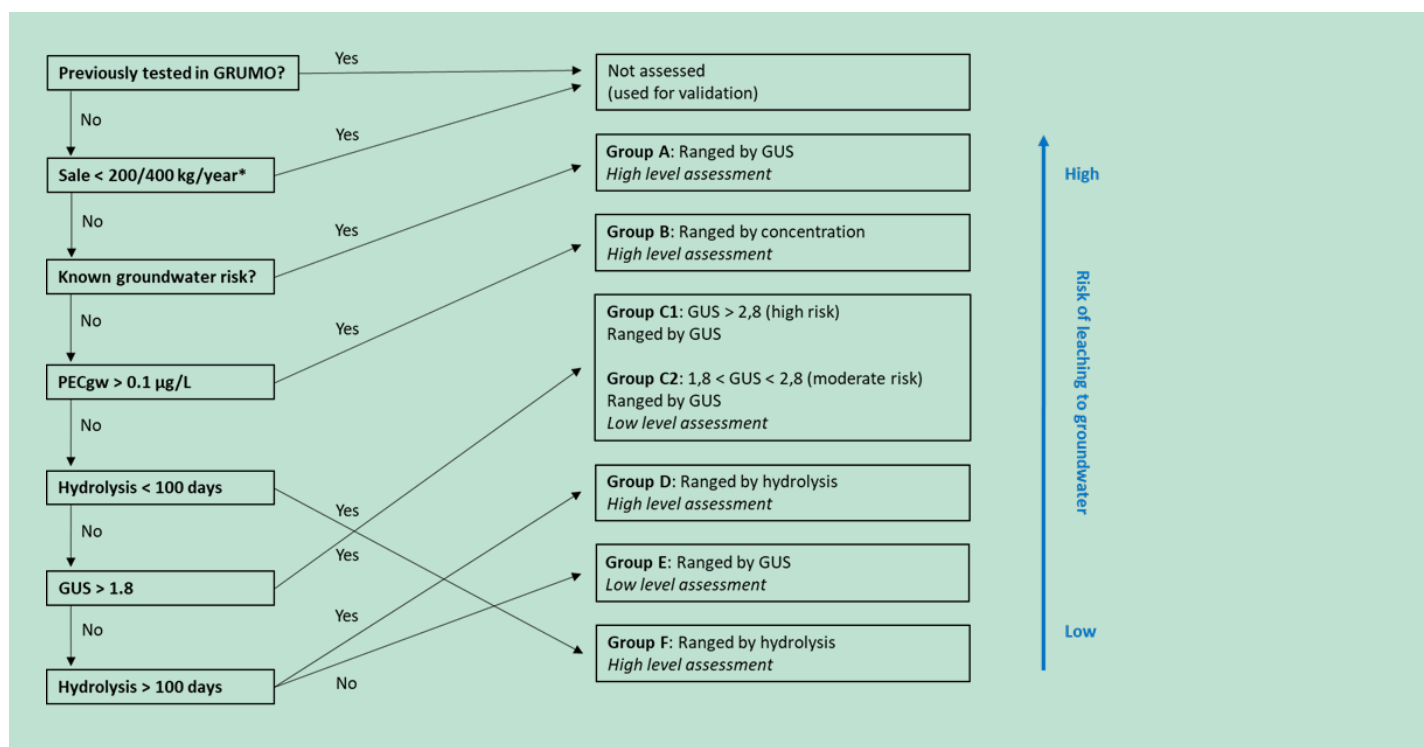 Previously tested in GRUMO?
Yes
Not assessed
(used for validation)
No
Yes
Sale < 200/400 kg/year*
Group A: Ranged by GUS
High level assessment
High
No
Yes
Known groundwater risk?
Group B: Ranged by concentration
High level assessment
No
Yes
PECgw > 0.1 µg/L
Group C1: GUS > 2,8 (high risk)
Ranged by GUS
Group C2: 1,8 < GUS < 2,8 (moderate risk)
Ranged by GUS
Low level assessment
Risk of leaching to groundwater
No
Hydrolysis < 100 days
Yes
Group D: Ranged by hydrolysis
High level assessment
No
Yes
GUS > 1.8
Group E: Ranged by GUS
Low level assessment
Yes
No
Low
Group F: Ranged by hydrolysis
High level assessment
Hydrolysis > 100 days
No